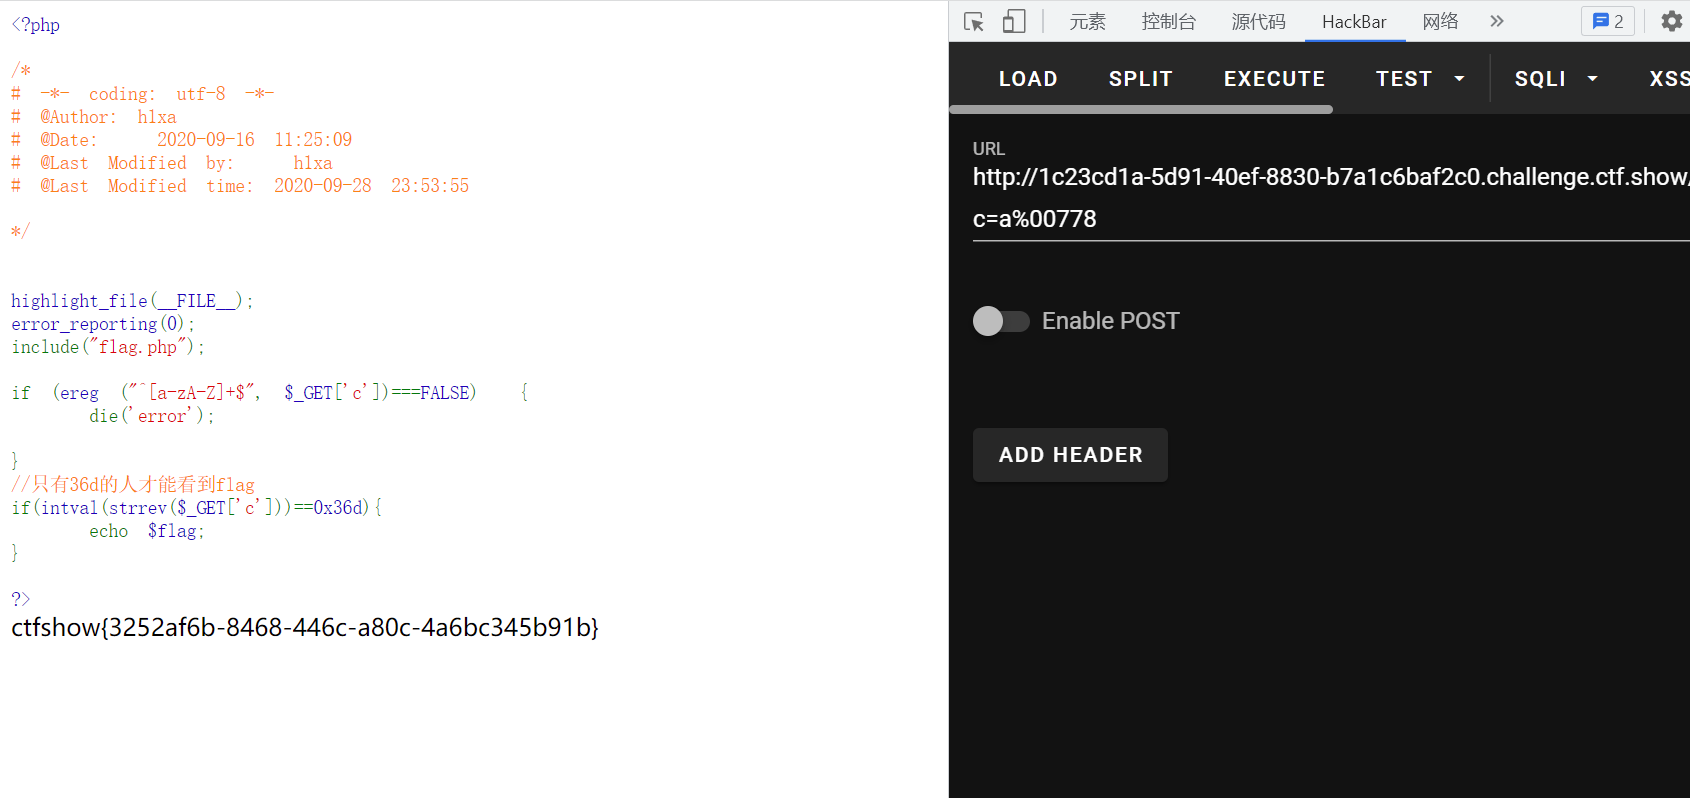 <?php
/*
# -*- coding: utf-8 -*-
# @Author: hlxa
# @Date: 2020-09-16 11:25:09
# @Last Modified by: hlxa
# @Last Modified time: 2020-09-28 23:53:55
*/
highlight_file(__FILE__);
error_reporting(0);
include("flag.php");
if (ereg ("^[a-zA-Z]+$", $_GET['c'])===FALSE) {
die('error');
}
//只有36d的人才能看到flag
if(intval(strrev($_GET['c']))==0x36d){
echo $flag;
}
?>
ctfshow{3252af6b-8468-446c-a80c-4a6bc345b91b}
元素 控制台 源代码 HackBar 网络 » 2
LOAD SPLIT EXECUTE TEST SQLI XSS
URL
http://1c23cd1a-5d91-40ef-8830-b7a1c6baf2c0.challenge.ctf.show/
c=a%00778
Enable POST
ADD HEADER